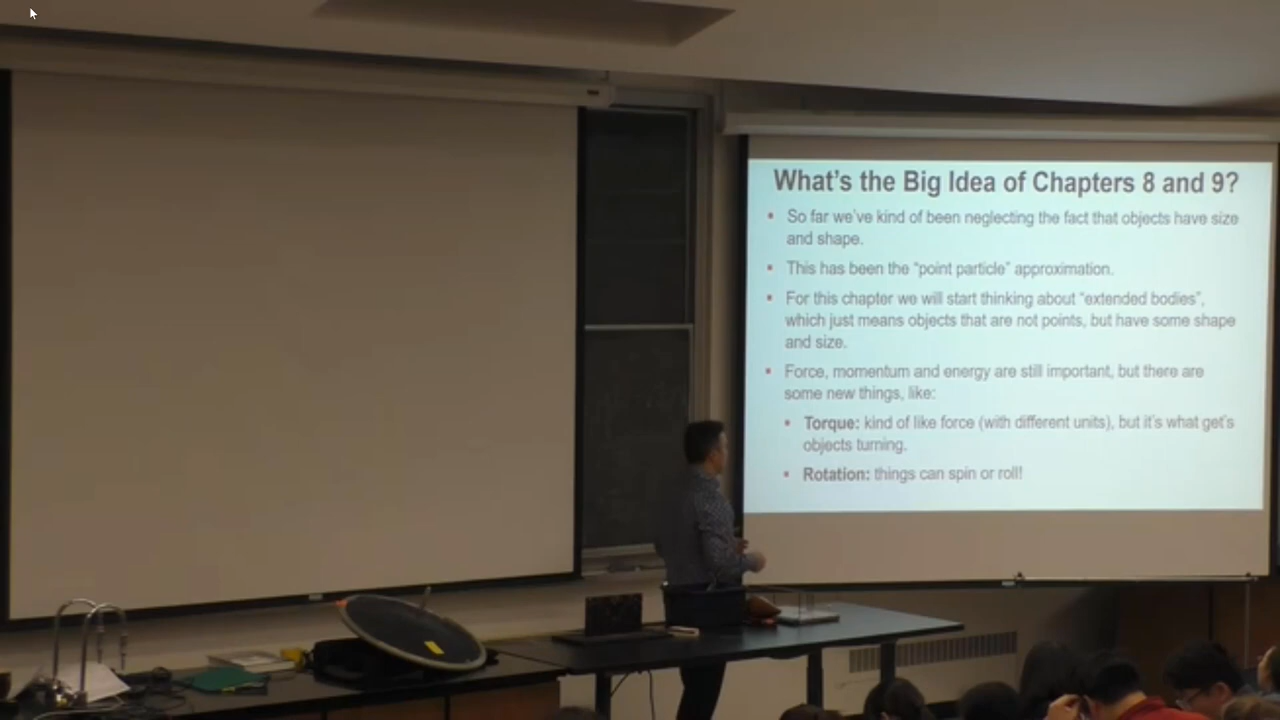 What's the Big Idea of Chapters 8 and 9?
So far we've kind of been neglecting the fact that objects have size
and shape.
This has been the "point particle" approximation.
For this chapter we will start thinking about "extended bodies",
which just means objects that are not points, but have some shape
and size.
Force, momentum and energy are still important, but there are
some new things, like:
Torque: kind of like force (with different units), but it's what get's
objects turning.
Rotation: things can spin or roll!